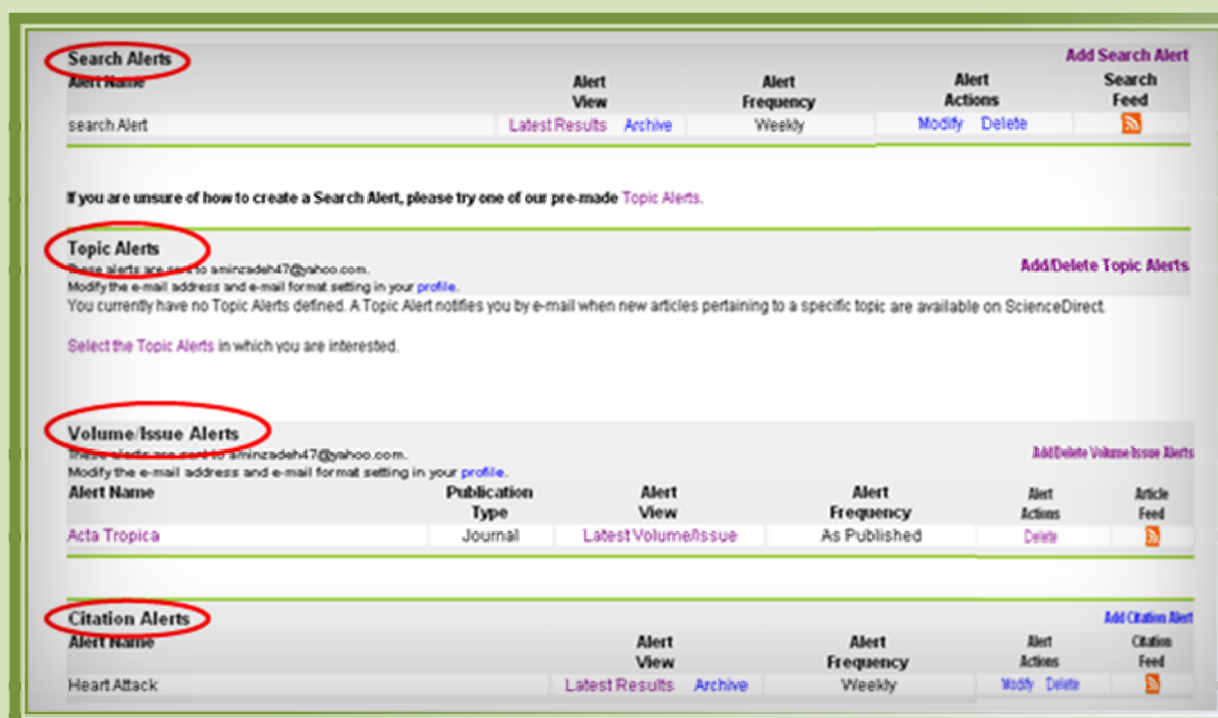 Search Alerts Add Search Alert
Alert Name Alert Alert Alert Search
View Frequency Actions Feed
search Alert Latest Results Archive Weekly Modify Delete
If you are unsure of how to create a Search Alert, please try one of our pre-made Topic Alerts.
Topic Alerts
These alerts are sent to aminzadeh47@yahoo.com. Add/Delete Topic Alerts
Modify the e-mail address and e-mail format setting in your profile.
You currently have no Topic Alerts defined. A Topic Alert notifies you by e-mail when new articles pertaining to a specific topic are available on ScienceDirect.
Select the Topic Alerts in which you are interested.
Volume/Issue Alerts
These alerts are sent to aminzadeh47@yahoo.com. Add/Delete Volume/Issue Alerts
Modify the e-mail address and e-mail format setting in your profile.
Alert Name Publication Alert Alert Alert Article
Type View Frequency Actions Feed
Acta Tropica Journal Latest Volume/Issue As Published Delete
Citation Alerts Add Citation Alert
Alert Name Alert Alert Alert Citation
View Frequency Actions Feed
Heart Attack Latest Results Archive Weekly Modify Delete